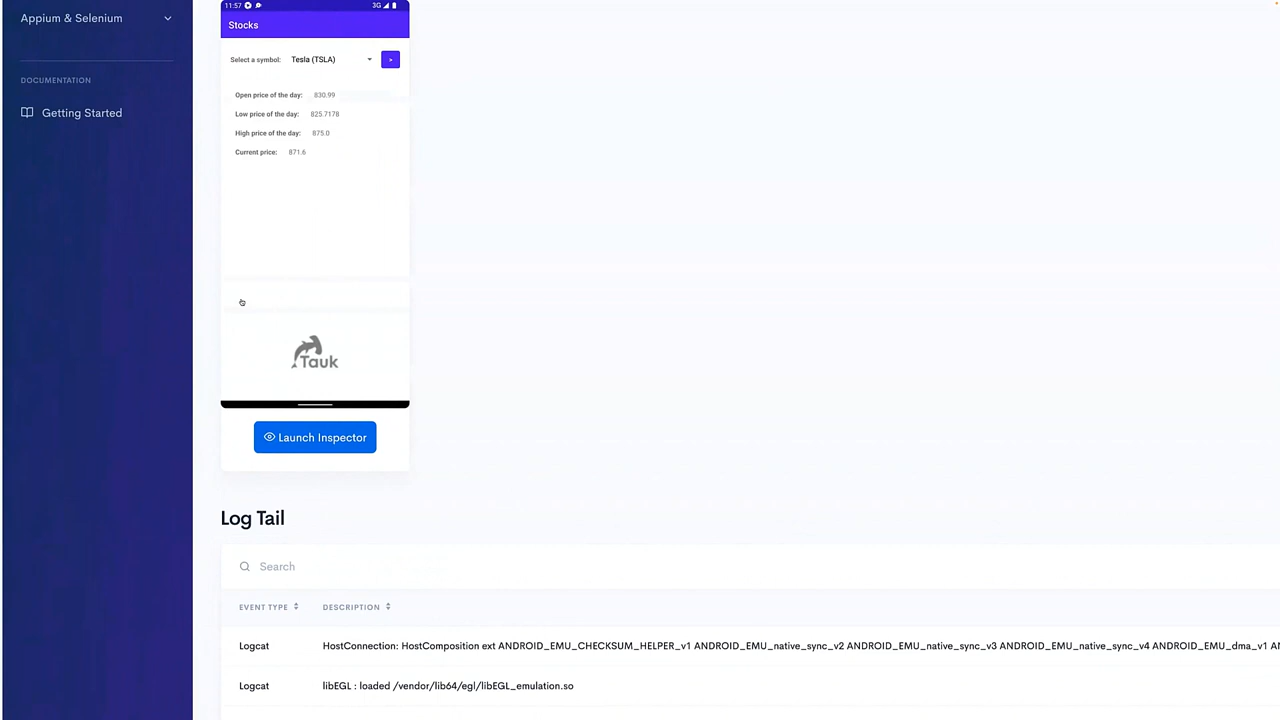 Appium & Selenium
DOCUMENTATION
Getting Started
11:57 3G
Stocks
Select a symbol: Tesla (TSLA) >
Open price of the day: 830.99
Low price of the day: 825.7178
High price of the day: 875.0
Current price: 871.6
Tauk
Launch Inspector
Log Tail
Search
EVENT TYPE DESCRIPTION
Logcat HostConnection: HostComposition ext ANDROID_EMU_CHECKSUM_HELPER_v1 ANDROID_EMU_native_sync_v2 ANDROID_EMU_native_sync_v3 ANDROID_EMU_native_sync_v4 ANDROID_EMU_dma_v1 AN
Logcat libEGL : loaded /vendor/lib64/egl/libEGL_emulation.so